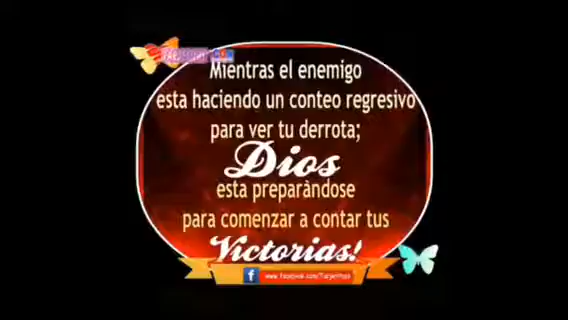 Mientras el enemigo
esta haciendo un conteo regresivo
para ver tu derrota;
Dios
esta preparàndose
para comenzar a contar tus
Victorias!